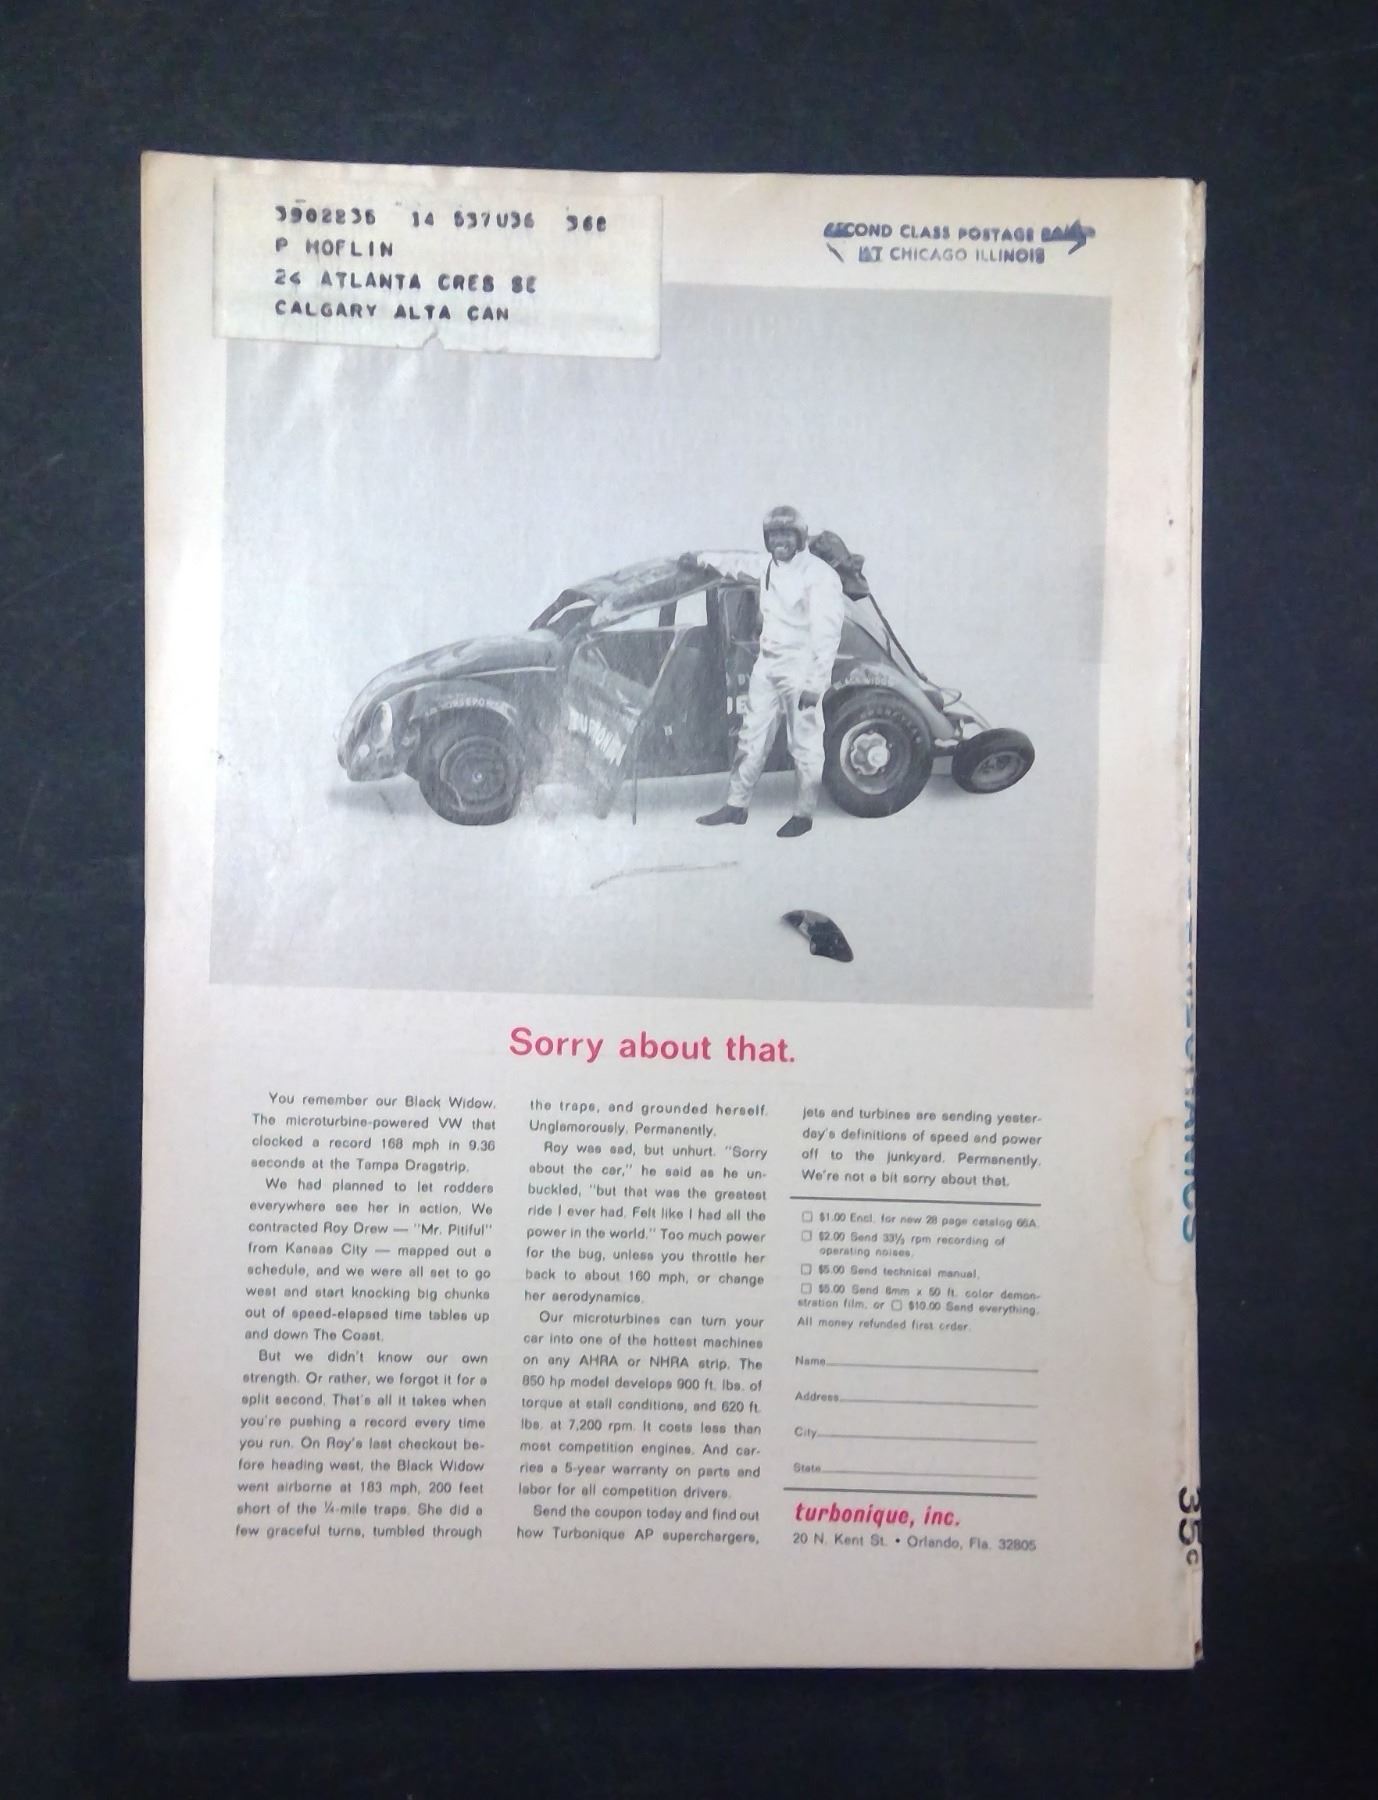 3902835 14 537U36 368
P HOFLIN
24 ATLANTA CRES SE
CALGARY ALTA CAN
SECOND CLASS POSTAGE PAID
AT CHICAGO ILLINOIS
HORSEPOWER
BLACK WIDOW
Sorry about that.
You remember our Black Widow.
The microturbine-powered VW that
clocked a record 168 mph in 9.36
seconds at the Tampa Dragstrip.
We had planned to let rodders
everywhere see her in action. We
contracted Roy Drew — "Mr. Pitiful"
from Kansas City — mapped out a
schedule, and we were all set to go
west and start knocking big chunks
out of speed-elapsed time tables up
and down The Coast.
But we didn't know our own
strength. Or rather, we forgot it for a
split second. That's all it takes when
you're pushing a record every time
you run. On Roy's last checkout be-
fore heading west, the Black Widow
went airborne at 183 mph, 200 feet
short of the ¼-mile traps. She did a
few graceful turns, tumbled through
the traps, and grounded herself.
Unglamorously. Permanently.
Roy was sad, but unhurt. "Sorry
about the car," he said as he un-
buckled, "but that was the greatest
ride I ever had. Felt like I had all the
power in the world." Too much power
for the bug, unless you throttle her
back to about 160 mph, or change
her aerodynamics.
Our microturbines can turn your
car into one of the hottest machines
on any AHRA or NHRA strip. The
850 hp model develops 900 ft. lbs. of
torque at stall conditions, and 620 ft.
lbs. at 7,200 rpm. It costs less than
most competition engines. And car-
ries a 5-year warranty on parts and
labor for all competition drivers.
Send the coupon today and find out
how Turbonique AP superchargers,
jets and turbines are sending yester-
day's definitions of speed and power
off to the junkyard. Permanently.
We're not a bit sorry about that.
$1.00 Encl. for new 28 page catalog 66A.
$2.00 Send 33⅓ rpm recording of
operating noises.
$5.00 Send technical manual.
$5.00 Send 8mm x 50 ft. color demon-
stration film, or $10.00 Send everything.
All money refunded first order.
Name
Address
City
State
turbonique, inc.
20 N. Kent St. • Orlando, Fla. 32805
MECHANICS
35¢